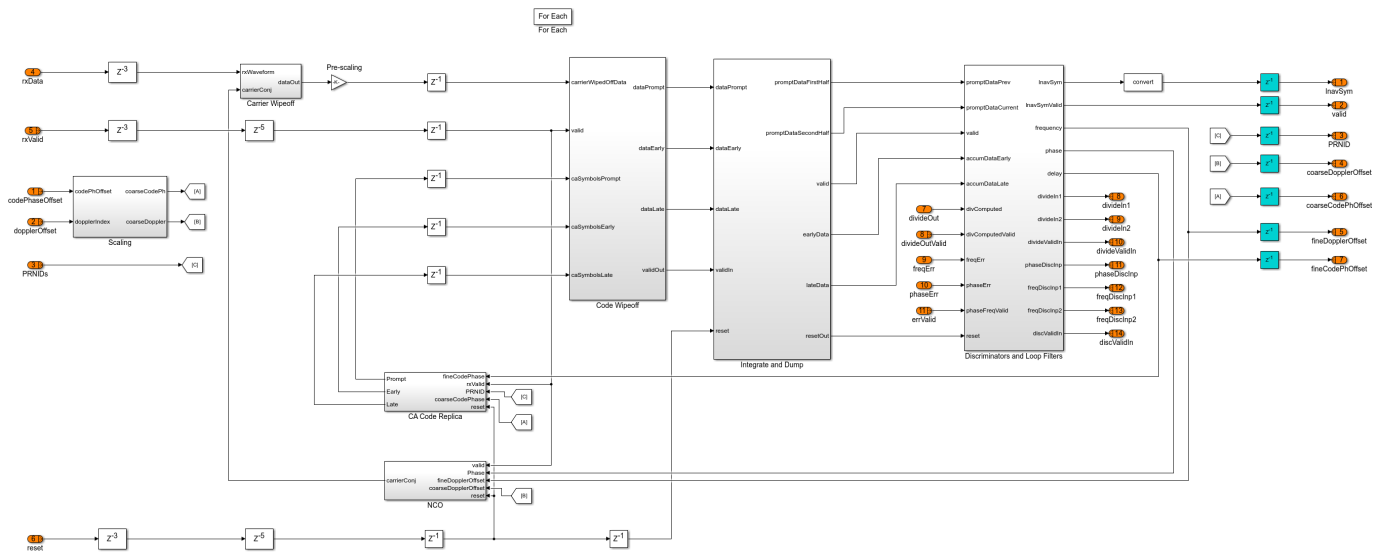 For Each
For Each
4
rxData
Z-3
rxWaveform
carrierConj
dataOut
Carrier Wipeoff
Pre-scaling
-K-
Z-1
5
rxValid
Z-3
Z-5
Z-1
1
codePhaseOffset
2
dopplerOffset
codePhOffset
dopplerIndex
coarseCodePh
coarseDoppler
Scaling
[A]
[B]
3
PRNIDs
[C]
Z-1
Z-1
Z-1
carrierWipedOffData
valid
caSymbolsPrompt
caSymbolsEarly
caSymbolsLate
dataPrompt
dataEarly
dataLate
validOut
Code Wipeoff
dataPrompt
dataEarly
dataLate
validIn
reset
promptDataFirstHalf
promptDataSecondHalf
valid
earlyData
lateData
resetOut
Integrate and Dump
7
divideOut
8
divideOutValid
9
freqErr
10
phaseErr
11
errValid
promptDataPrev
promptDataCurrent
valid
accumDataEarly
accumDataLate
divComputed
divComputedValid
freqErr
phaseErr
phaseFreqValid
reset
lnavSym
lnavSymValid
frequency
phase
delay
divideIn1
divideIn2
divideValidIn
phaseDiscInp
freqDiscInp1
freqDiscInp2
discValidIn
Discriminators and Loop Filters
8
divideIn1
9
divideIn2
10
divideValidIn
11
phaseDiscInp
12
freqDiscInp1
13
freqDiscInp2
14
discValidIn
convert
z-1
1
lnavSym
z-1
2
valid
[C]
z-1
3
PRNID
[B]
z-1
4
coarseDopplerOffset
[A]
z-1
6
coarseCodePhOffset
z-1
5
fineDopplerOffset
z-1
7
fineCodePhOffset
Prompt
Early
Late
fineCodePhase
rxValid
PRNID
coarseCodePhase
reset
CA Code Replica
[C]
[A]
carrierConj
valid
Phase
fineDopplerOffset
coarseDopplerOffset
reset
NCO
[B]
6
reset
Z-3
Z-5
Z-1
Z-1